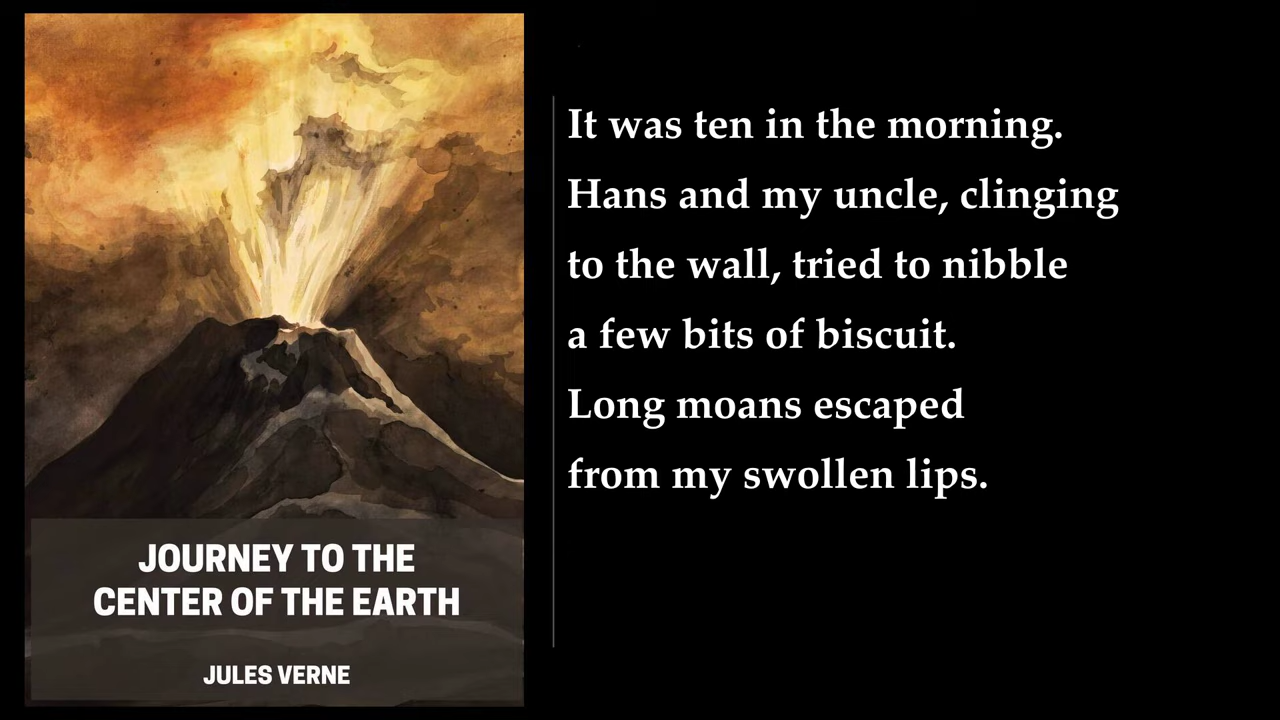 It was ten in the morning.
Hans and my uncle, clinging
to the wall, tried to nibble
a few bits of biscuit.
Long moans escaped
from my swollen lips.
JOURNEY TO THE
CENTER OF THE EARTH
JULES VERNE